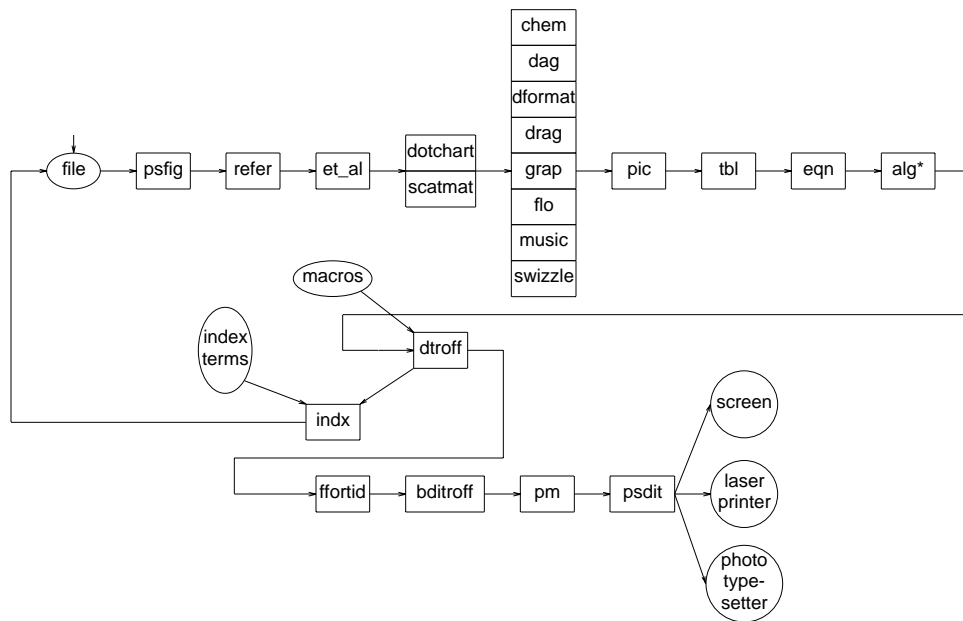 chem
dag
dformat
drag
grap
flo
music
swizzle
file
psfig
refer
et_al
dotchart
scatmat
pic
tbl
eqn
alg*
macros
index
terms
dtroff
indx
ffortid
bditroff
pm
psdit
screen
laser
printer
photo
type-
setter